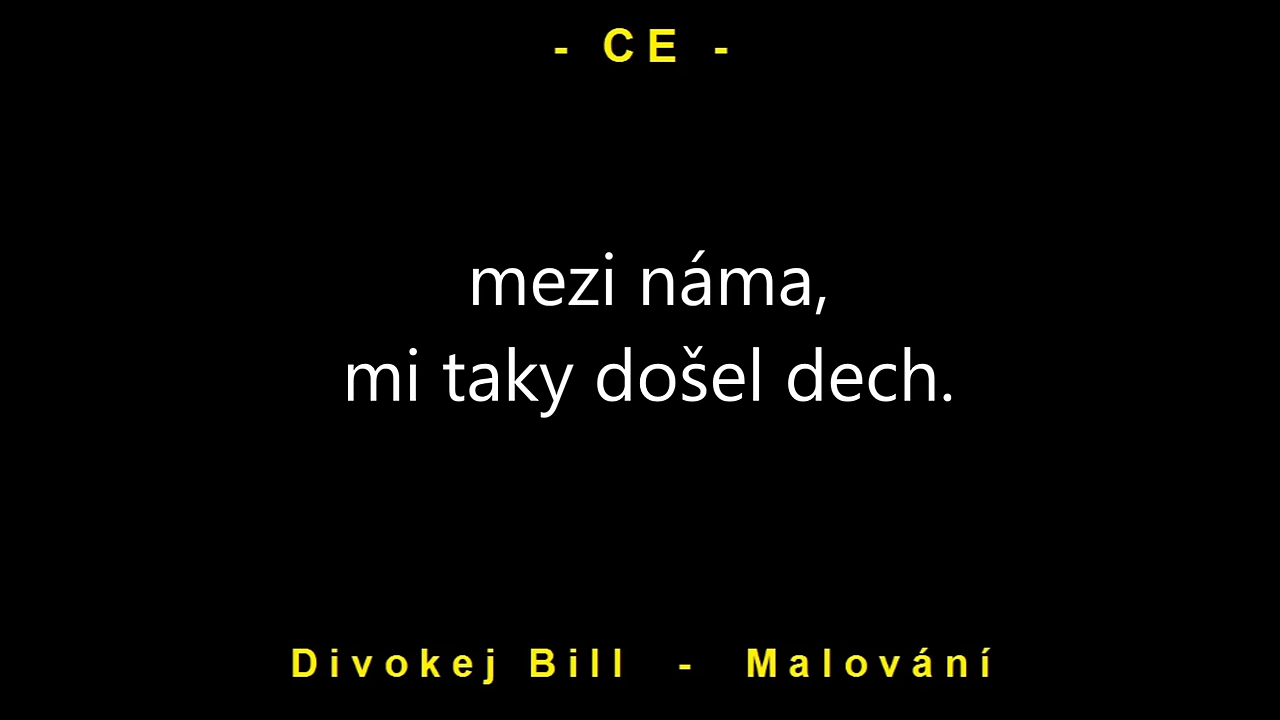 - CE -
mezi náma,
mi taky došel dech.
Divokej Bill - Malování